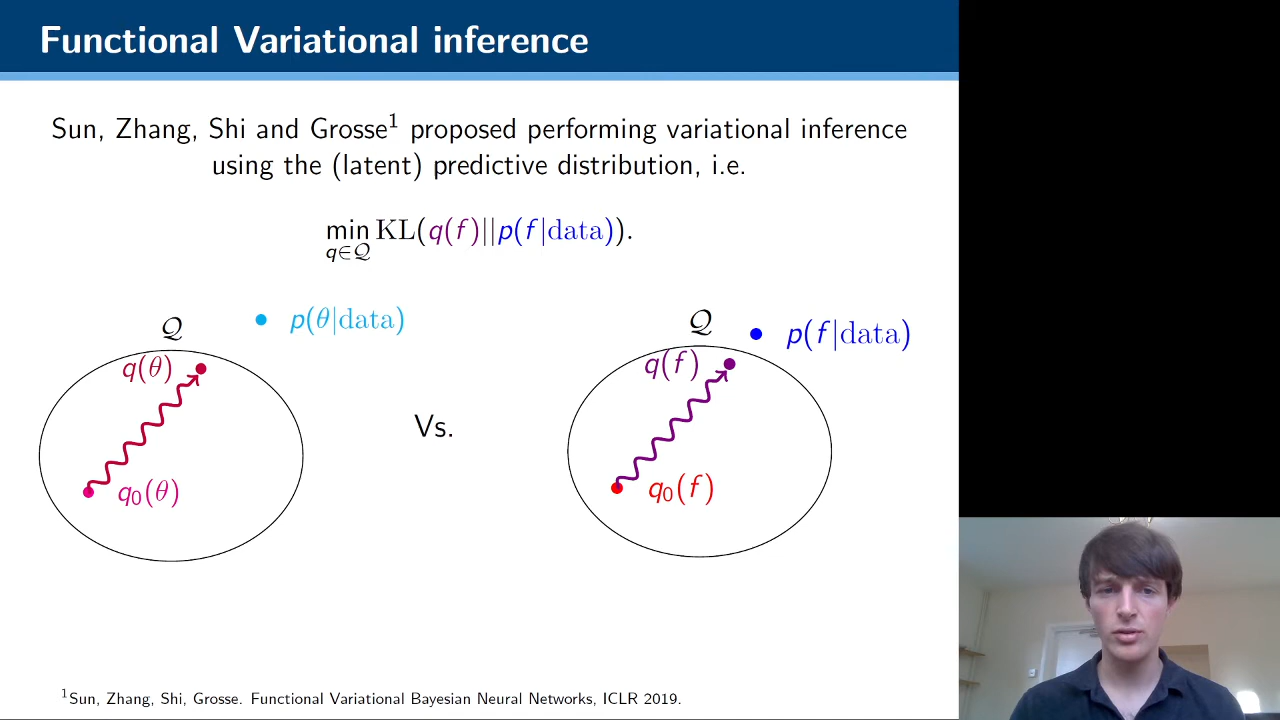 Functional Variational inference
Sun, Zhang, Shi and Grosse¹ proposed performing variational inference
using the (latent) predictive distribution, i.e.
min KL(q(f)||p(f|data)).
q∈𝒬
𝒬
p(θ|data)
q(θ)
q₀(θ)
Vs.
𝒬
p(f|data)
q(f)
q₀(f)
¹Sun, Zhang, Shi, Grosse. Functional Variational Bayesian Neural Networks, ICLR 2019.